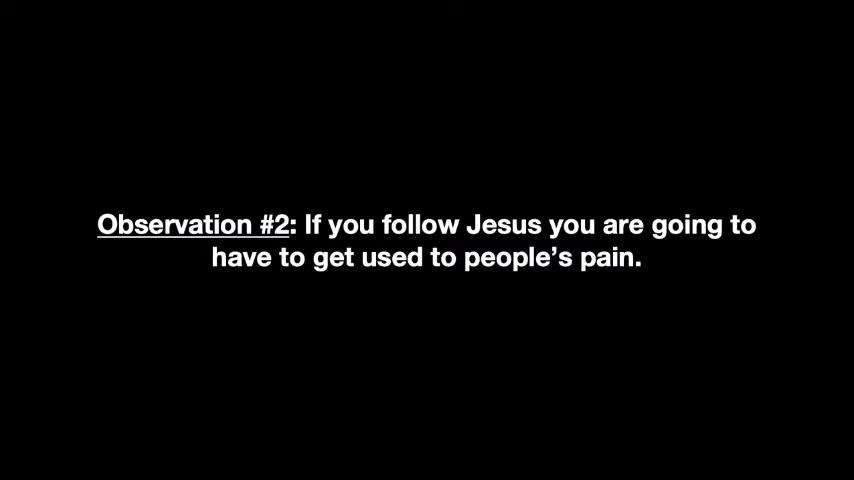 Observation #2: If you follow Jesus you are going to
have to get used to people’s pain.